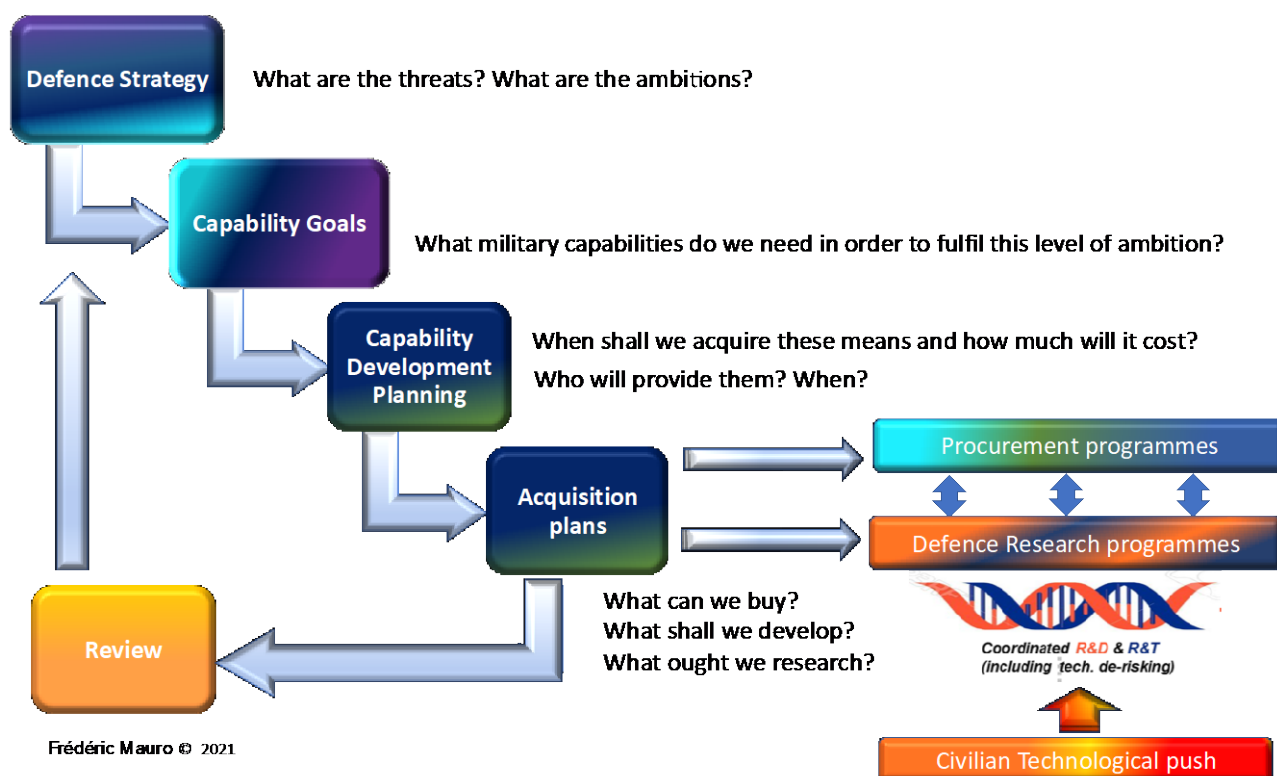 Defence Strategy
What are the threats? What are the ambitions?
Capability Goals
What military capabilities do we need in order to fulfil this level of ambition?
Capability
Development
Planning
When shall we acquire these means and how much will it cost?
Who will provide them? When?
Acquisition
plans
Procurement programmes
Defence Research programmes
What can we buy?
What shall we develop?
What ought we research?
Coordinated R&D & R&T
(including tech. de-risking)
Review
Civilian Technological push
Frédéric Mauro © 2021